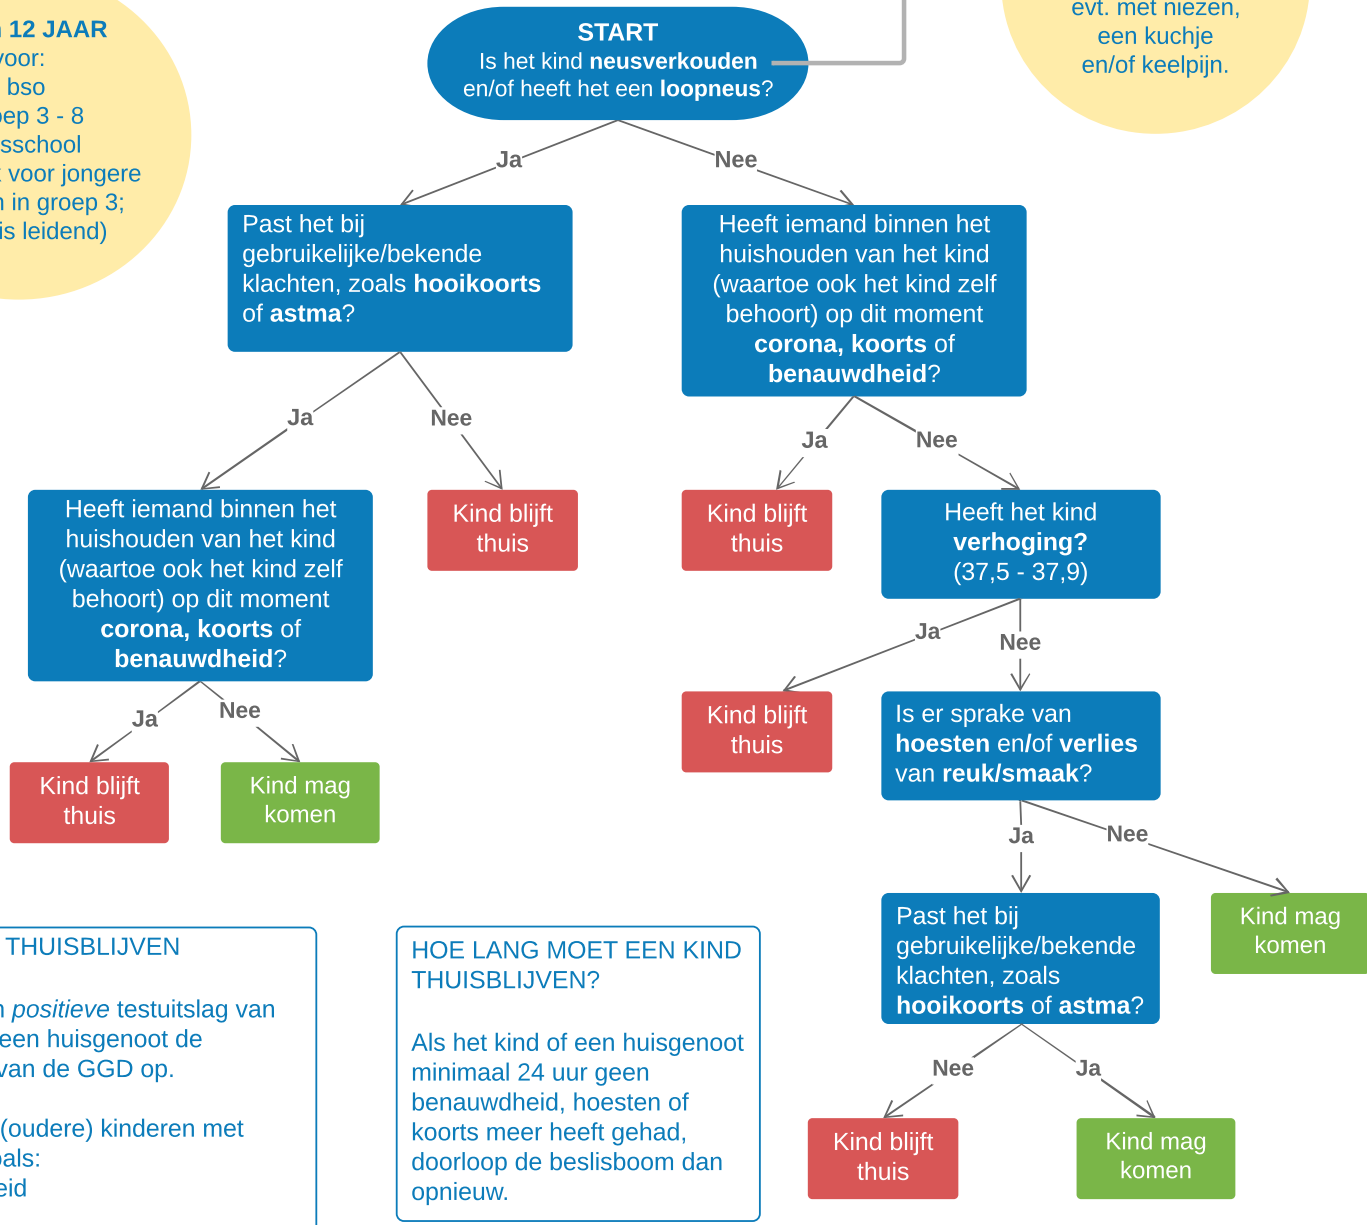 12 JAAR
voor:
bso
groep 3 - 8
voor jongere
in groep 3;
is leidend)
START
Is het kind neusverkouden
en/of heeft het een loopneus?
evt. met niezen,
een kuchje
en/of keelpijn.
Ja
Nee
Past het bij
gebruikelijke/bekende
klachten, zoals hooikoorts
of astma?
Heeft iemand binnen het
huishouden van het kind
(waartoe ook het kind zelf
behoort) op dit moment
corona, koorts of
benauwdheid?
Ja
Nee
Ja
Nee
Heeft iemand binnen het
huishouden van het kind
(waartoe ook het kind zelf
behoort) op dit moment
corona, koorts of
benauwdheid?
Kind blijft
thuis
Kind blijft
thuis
Heeft het kind
verhoging?
(37,5 - 37,9)
Ja
Nee
Ja
Nee
Kind blijft
thuis
Kind mag
komen
Kind blijft
thuis
Is er sprake van
hoesten en/of verlies
van reuk/smaak?
Ja
Nee
Past het bij
gebruikelijke/bekende
klachten, zoals
hooikoorts of astma?
Kind mag
komen
Nee
Ja
Kind blijft
thuis
Kind mag
komen
THUISBLIJVEN
positieve testuitslag van
een huisgenoot de
van de GGD op.
(oudere) kinderen met
HOE LANG MOET EEN KIND
THUISBLIJVEN?
Als het kind of een huisgenoot
minimaal 24 uur geen
benauwdheid, hoesten of
koorts meer heeft gehad,
doorloop de beslisboom dan
opnieuw.